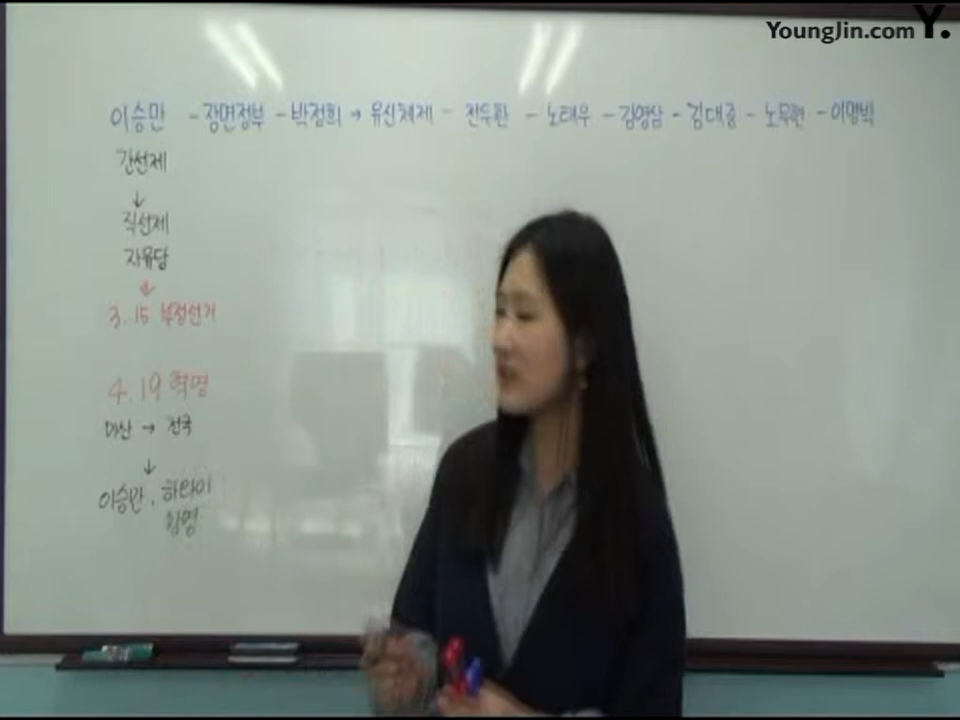 YoungJin.com Y.
이승만 - 장면정부 - 박정희 → 유신체제 - 전두환 - 노태우 - 김영삼 - 김대중 - 노무현 - 이명박
간선제
↓
직선제
자유당
↓
3.15 부정선거
4.19 혁명
마산 → 전국
↓
이승만, 하와이
망명